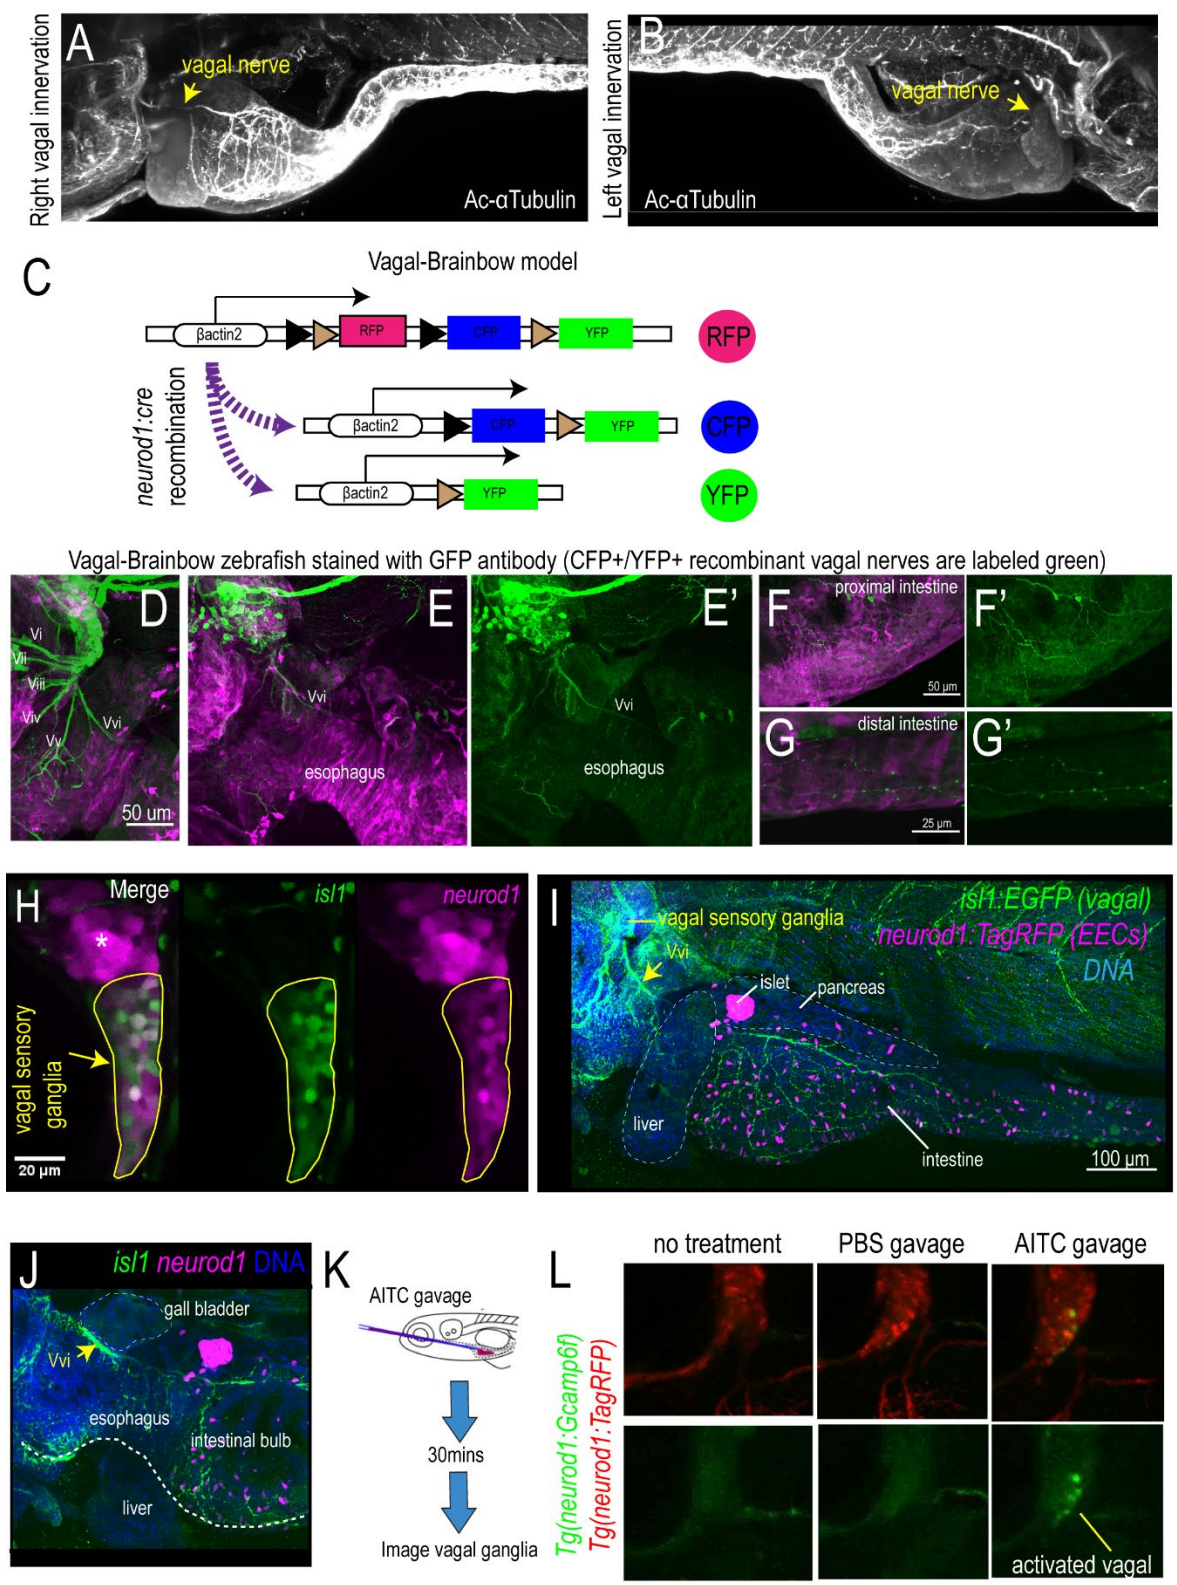 A
vagal nerve
Right vagal innervation
Ac-αTubulin
B
vagal nerve
Left vagal innervation
Ac-αTubulin
C
Vagal-Brainbow model
βactin2
RFP
CFP
YFP
RFP
neurod1:cre
recombination
βactin2
CFP
YFP
CFP
βactin2
YFP
YFP
Vagal-Brainbow zebrafish stained with GFP antibody (CFP+/YFP+ recombinant vagal nerves are labeled green)
D
Vi
Vii
Viii
Viv
Vv
Vvi
50 um
E
Vvi
esophagus
E'
Vvi
esophagus
F
proximal intestine
50 µm
F'
G
distal intestine
25 µm
G'
H
Merge
*
isl1
neurod1
vagal sensory
ganglia
20 µm
I
isl1:EGFP (vagal)
neurod1:TagRFP (EECs)
DNA
vagal sensory ganglia
Vvi
islet
pancreas
liver
intestine
100 µm
J
isl1 neurod1 DNA
gall bladder
Vvi
esophagus
intestinal bulb
liver
K
AITC gavage
30mins
Image vagal ganglia
L
no treatment
PBS gavage
AITC gavage
Tg(neurod1:Gcamp6f)
Tg(neurod1:TagRFP)
activated vagal